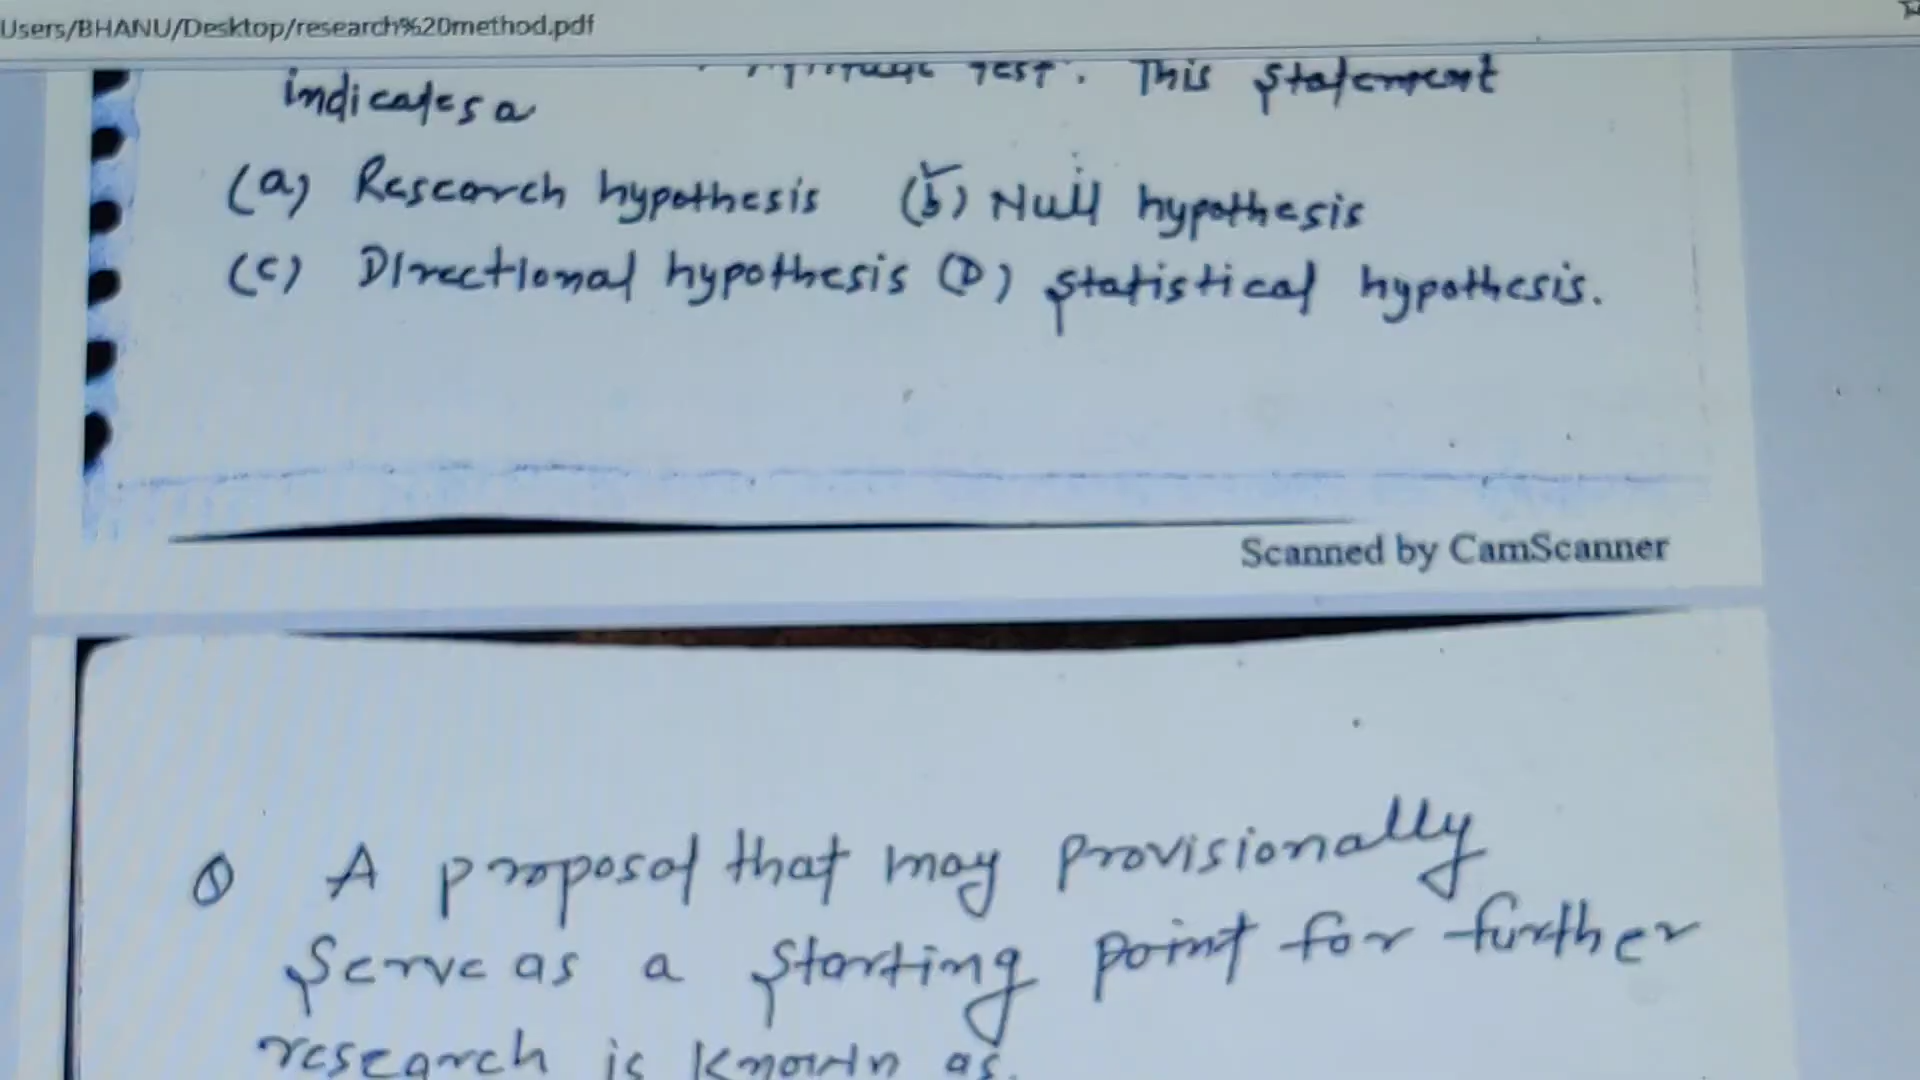 Users/BHANU/Desktop/research%20method.pdf
Test. This Statement
indicates a
(a) Research hypothesis (b) Null hypothesis
(c) Directional hypothesis (D) Statistical hypothesis.
Scanned by CamScanner
Q A proposal that may provisionally
Serve as a starting point for further
research is known as